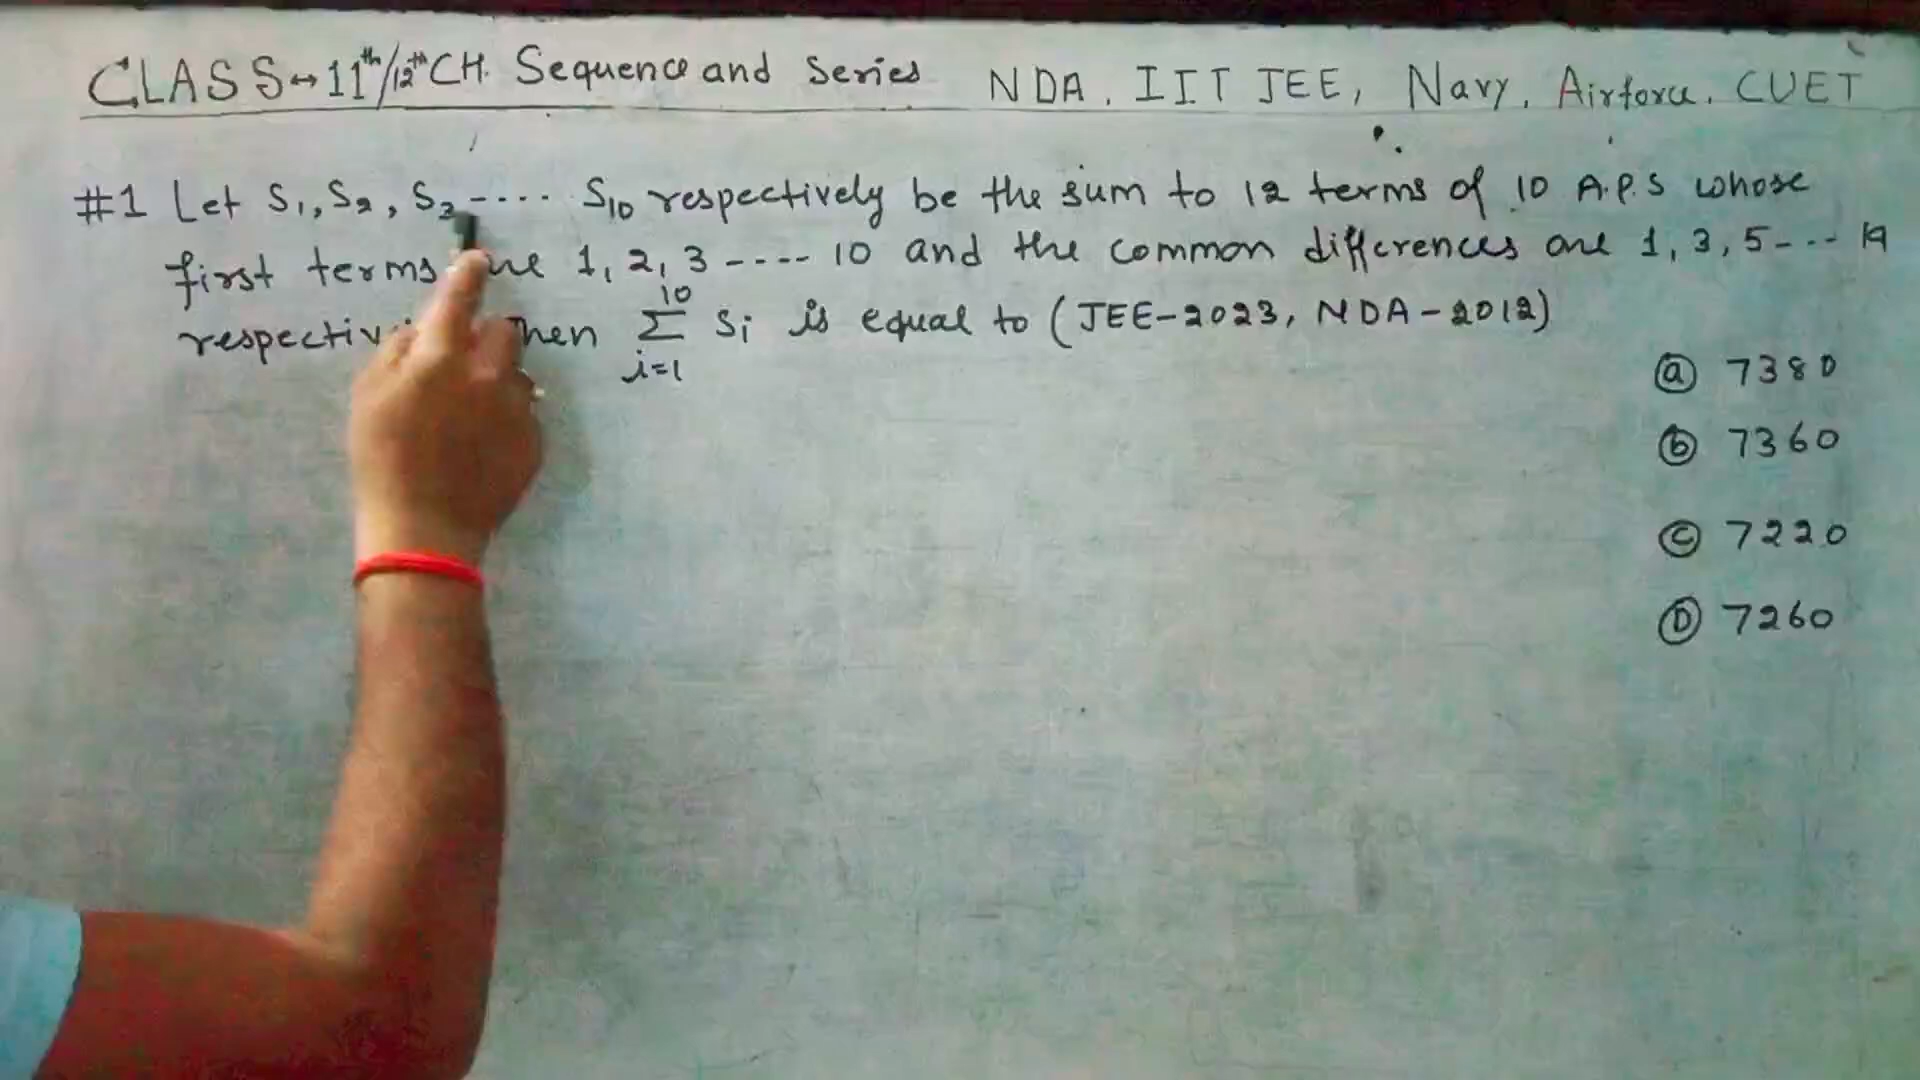 CLASS→11th/12th CH. Sequence and Series NDA, IIT JEE, Navy, Airforce, CUET
#1 Let S₁, S₂, S₃ ---- S₁₀ respectively be the sum to 12 terms of 10 A.P.S whose
first terms are 1, 2, 3 ---- 10 and the common differences are 1, 3, 5 --- 19
Then \sum_{i=1}^{10} Si is equal to (JEE-2023, NDA-2012)
(a) 7380
(b) 7360
(c) 7220
(D) 7260